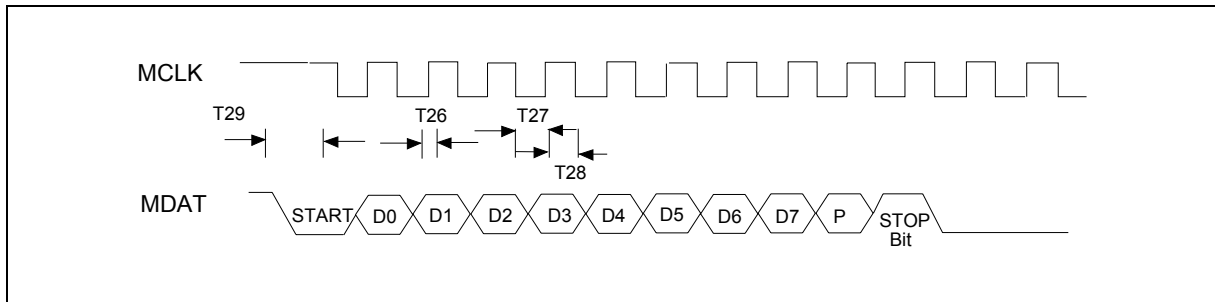 MCLK
T29 T26 T27
T28
MDAT
START D0 D1 D2 D3 D4 D5 D6 D7 P STOP
Bit